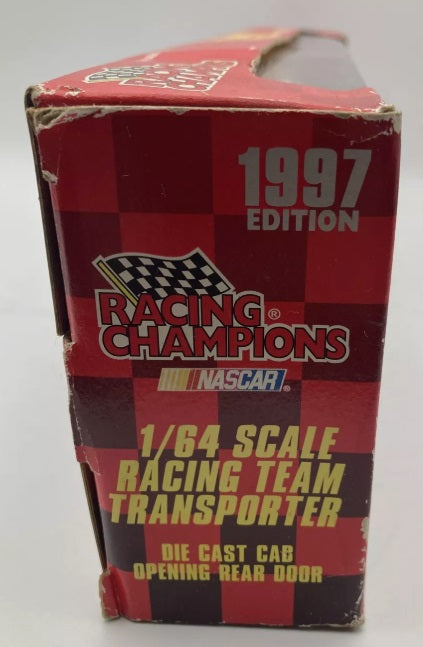 1997
EDITION
RACING®
CHAMPIONS
NASCAR®
1/64 SCALE
RACING TEAM
TRANSPORTER
DIE CAST CAB
OPENING REAR DOOR